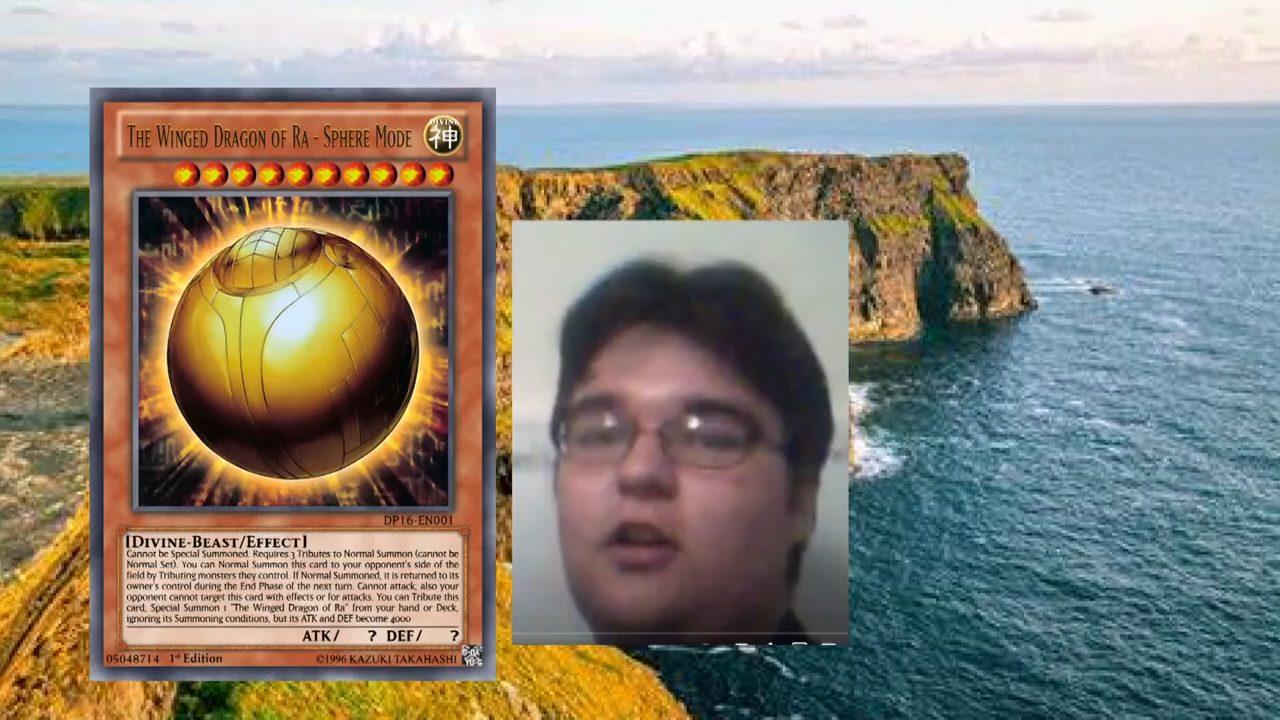 THE WINGED DRAGON OF RA - SPHERE MODE
DIVINE
神
DP16-EN001
[DIVINE-BEAST/EFFECT]
Cannot be Special Summoned. Requires 3 Tributes to Normal Summon (cannot be
Normal Set). You can Normal Summon this card to your opponent's side of the
field by Tributing monsters they control. If Normal Summoned, it is returned to its
owner's control during the End Phase of the next turn. Cannot attack, also your
opponent cannot target this card with effects or for attacks. You can Tribute this
card, Special Summon 1 "The Winged Dragon of Ra" from your hand or Deck,
ignoring its Summoning conditions, but its ATK and DEF become 4000
ATK/ ? DEF/ ?
05048714 1st Edition ©1996 KAZUKI TAKAHASHI